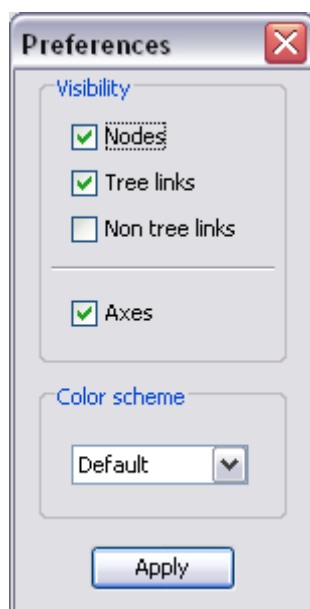 Preferences
Visibility
Nodes
Tree links
Non tree links
Axes
Color scheme
Default
Apply